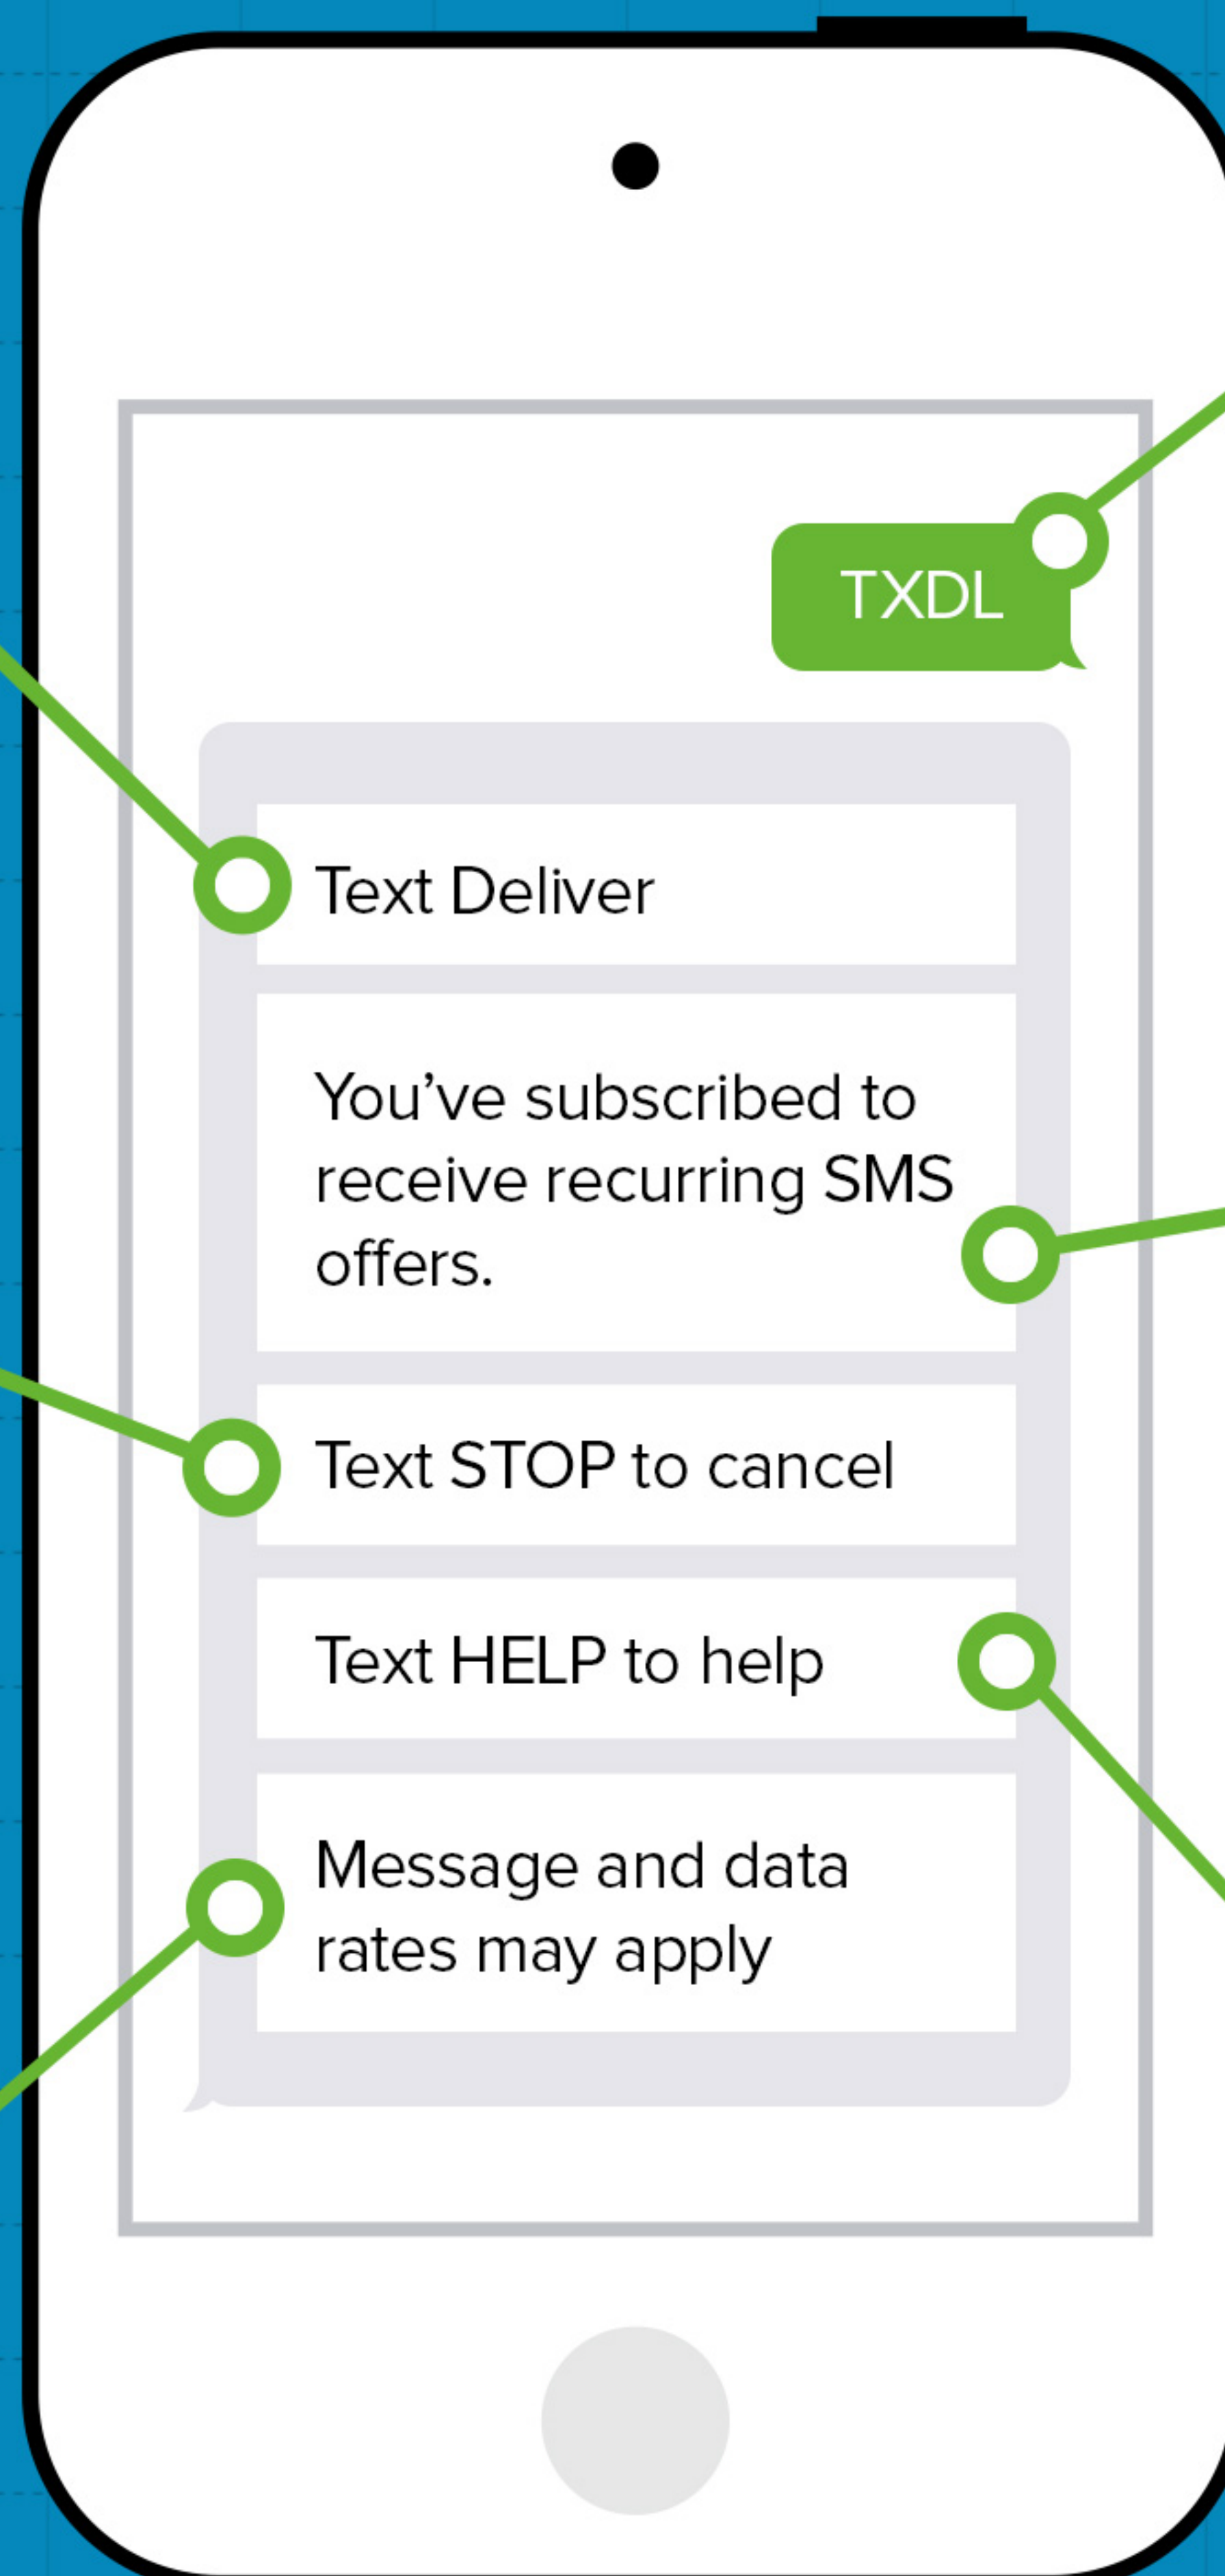 TXDL
Text Deliver
You’ve subscribed to
receive recurring SMS
offers.
Text STOP to cancel
Text HELP to help
Message and data
rates may apply